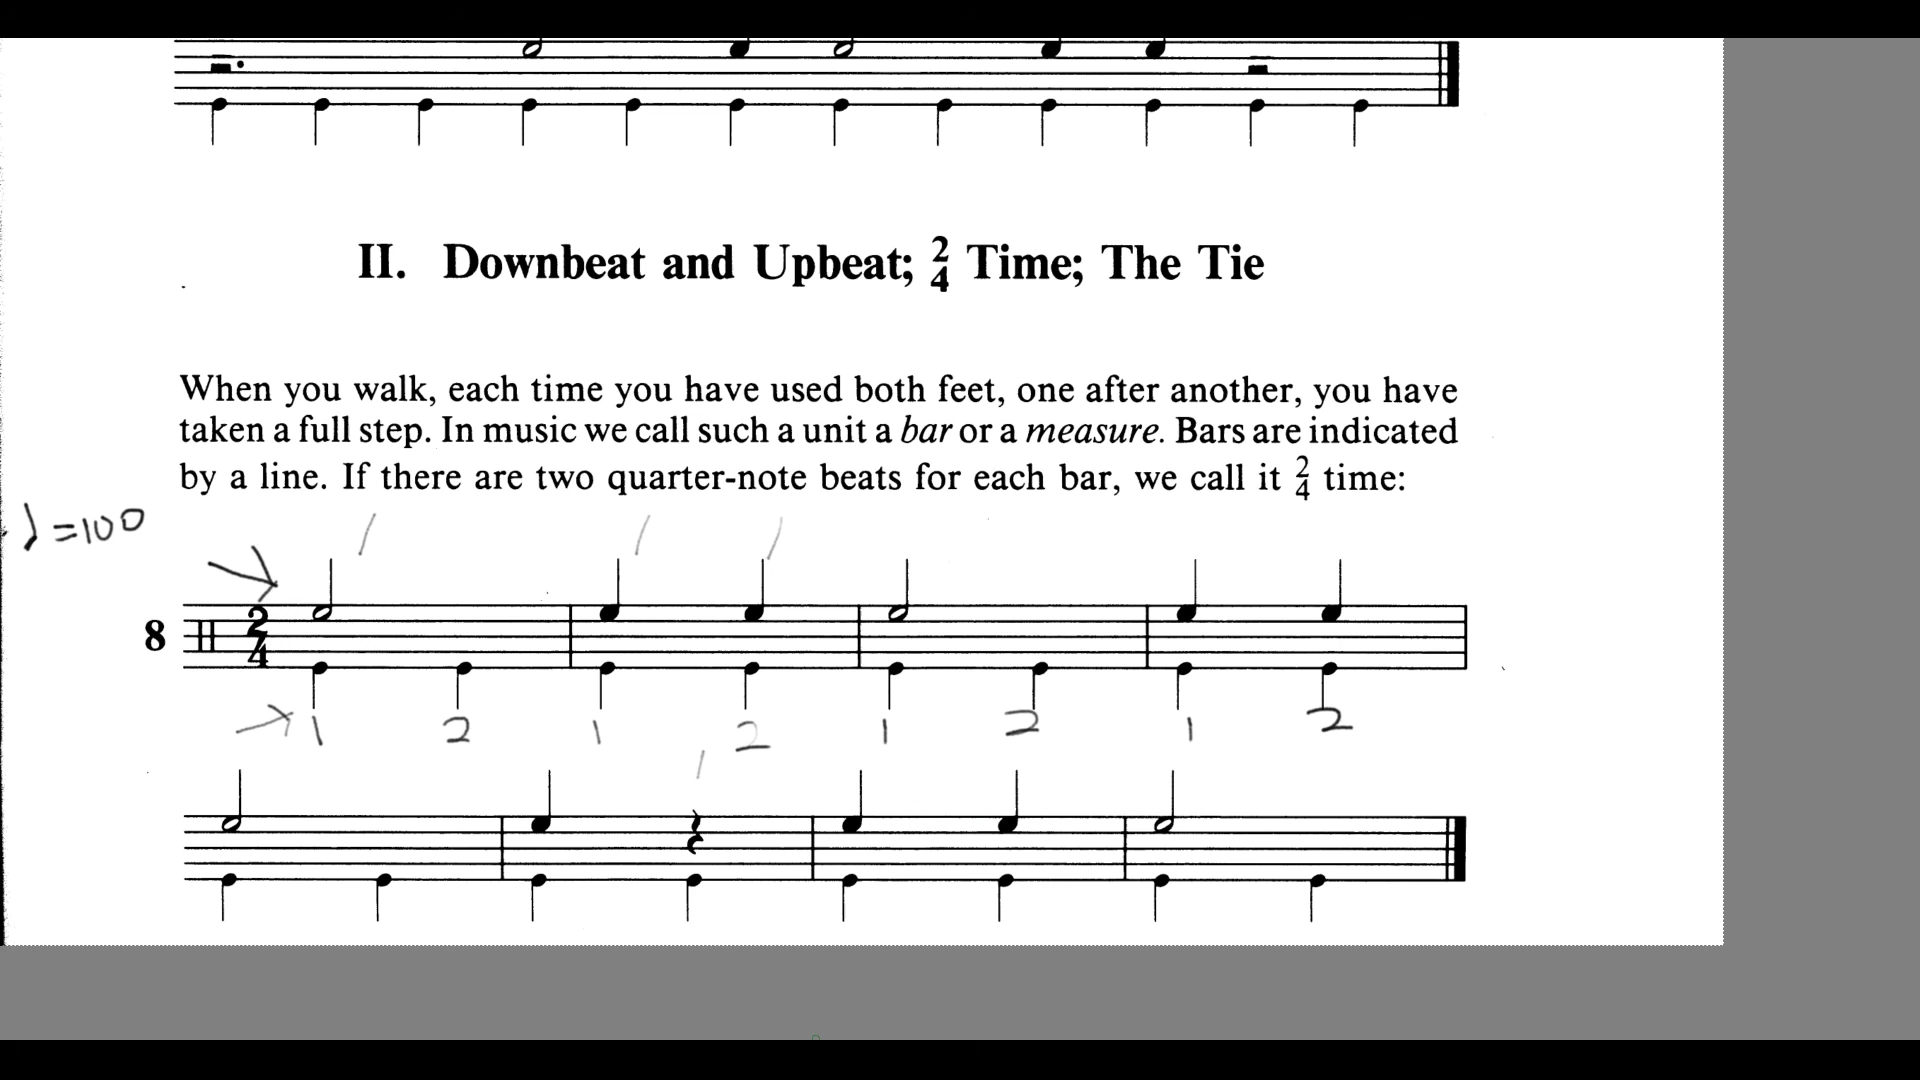 II. Downbeat and Upbeat; 2/4 Time; The Tie
When you walk, each time you have used both feet, one after another, you have
taken a full step. In music we call such a unit a bar or a measure. Bars are indicated
by a line. If there are two quarter-note beats for each bar, we call it 2/4 time:
♩=100
8 2/4
1 2 1 2 1 2 1 2